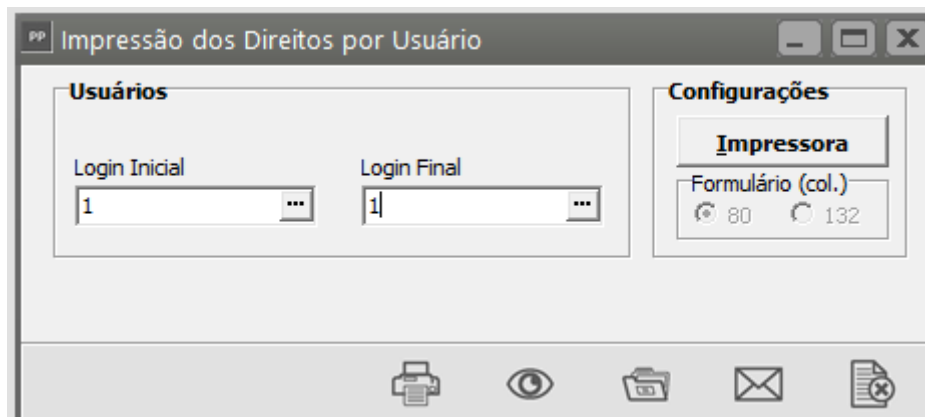 PP Impressão dos Direitos por Usuário
Usuários
Login Inicial
1 ...
Login Final
1 ...
Configurações
Impressora
Formulário (col.)
80 132